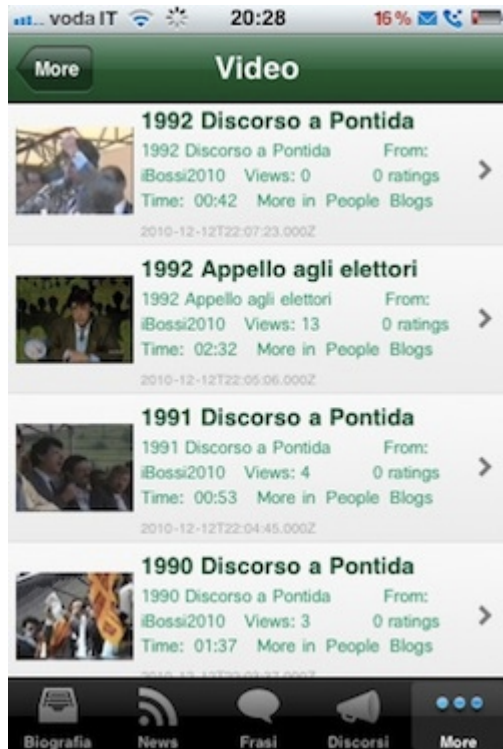 voda IT 20:28 16%
More Video
1992 Discorso a Pontida
1992 Discorso a Pontida From:
iBossi2010 Views: 0 0 ratings
Time: 00:42 More in People Blogs
2010-12-12T22:07:23.000Z
1992 Appello agli elettori
1992 Appello agli elettori From:
iBossi2010 Views: 13 0 ratings
Time: 02:32 More in People Blogs
2010-12-12T22:05:06.000Z
1991 Discorso a Pontida
1991 Discorso a Pontida From:
iBossi2010 Views: 4 0 ratings
Time: 00:53 More in People Blogs
2010-12-12T22:04:45.000Z
1990 Discorso a Pontida
1990 Discorso a Pontida From:
iBossi2010 Views: 3 0 ratings
Time: 01:37 More in People Blogs
Biografia News Frasi Discorsi More